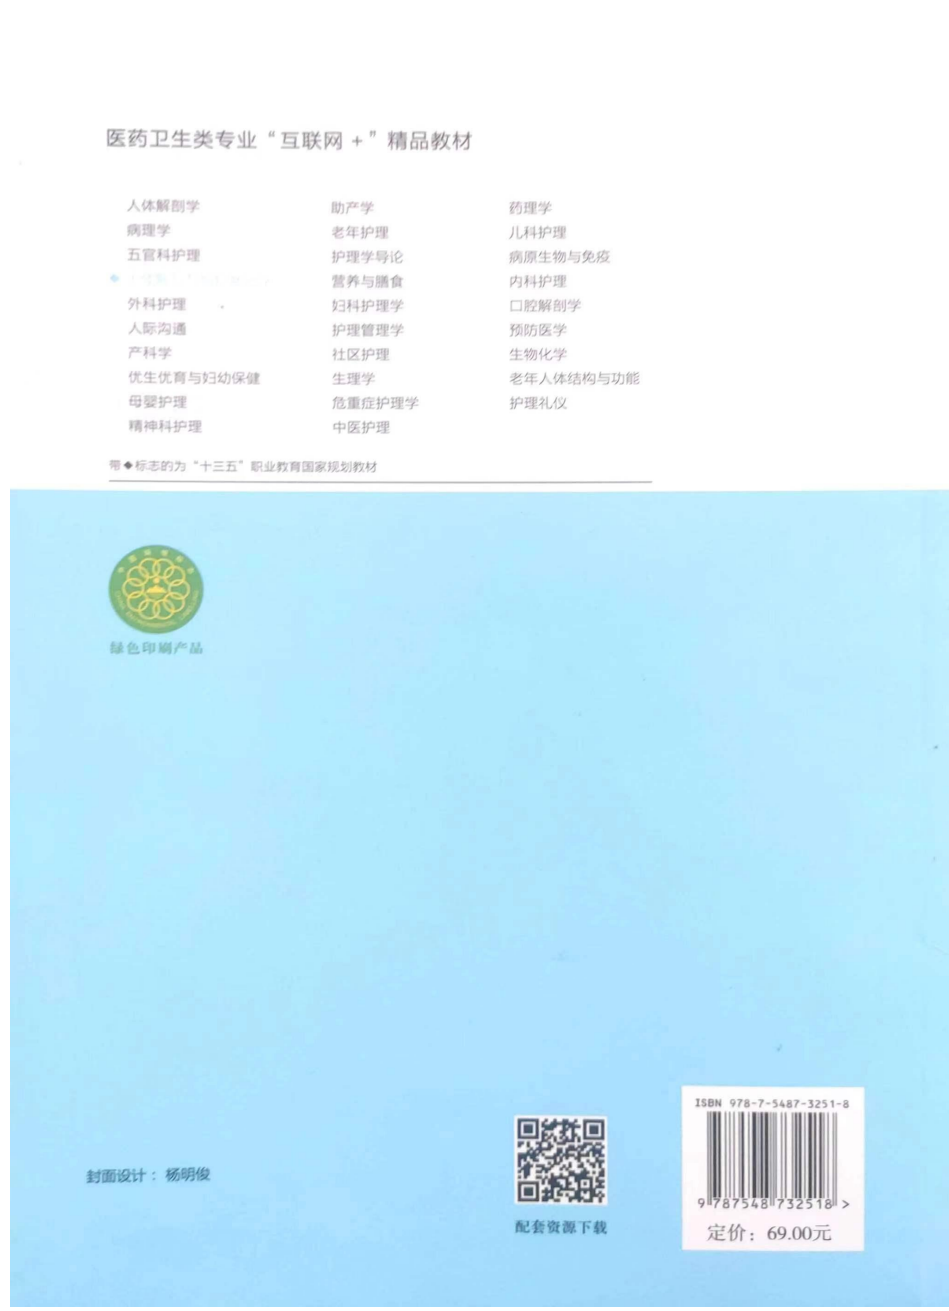 医药卫生类专业“互联网+”精品教材
人体解剖学
病理学
五官科护理
◆
外科护理
人际沟通
产科学
优生优育与妇幼保健
母婴护理
精神科护理
助产学
老年护理
护理学导论
营养与膳食
妇科护理学
护理管理学
社区护理
生理学
危重症护理学
中医护理
药理学
儿科护理
病原生物与免疫
内科护理
口腔解剖学
预防医学
生物化学
老年人体结构与功能
护理礼仪
带◆标志的为“十三五”职业教育国家规划教材
绿色印刷产品
封面设计：杨明俊
配套资源下载
ISBN 978-7-5487-3251-8
9 787548 732518 >
定价：69.00元